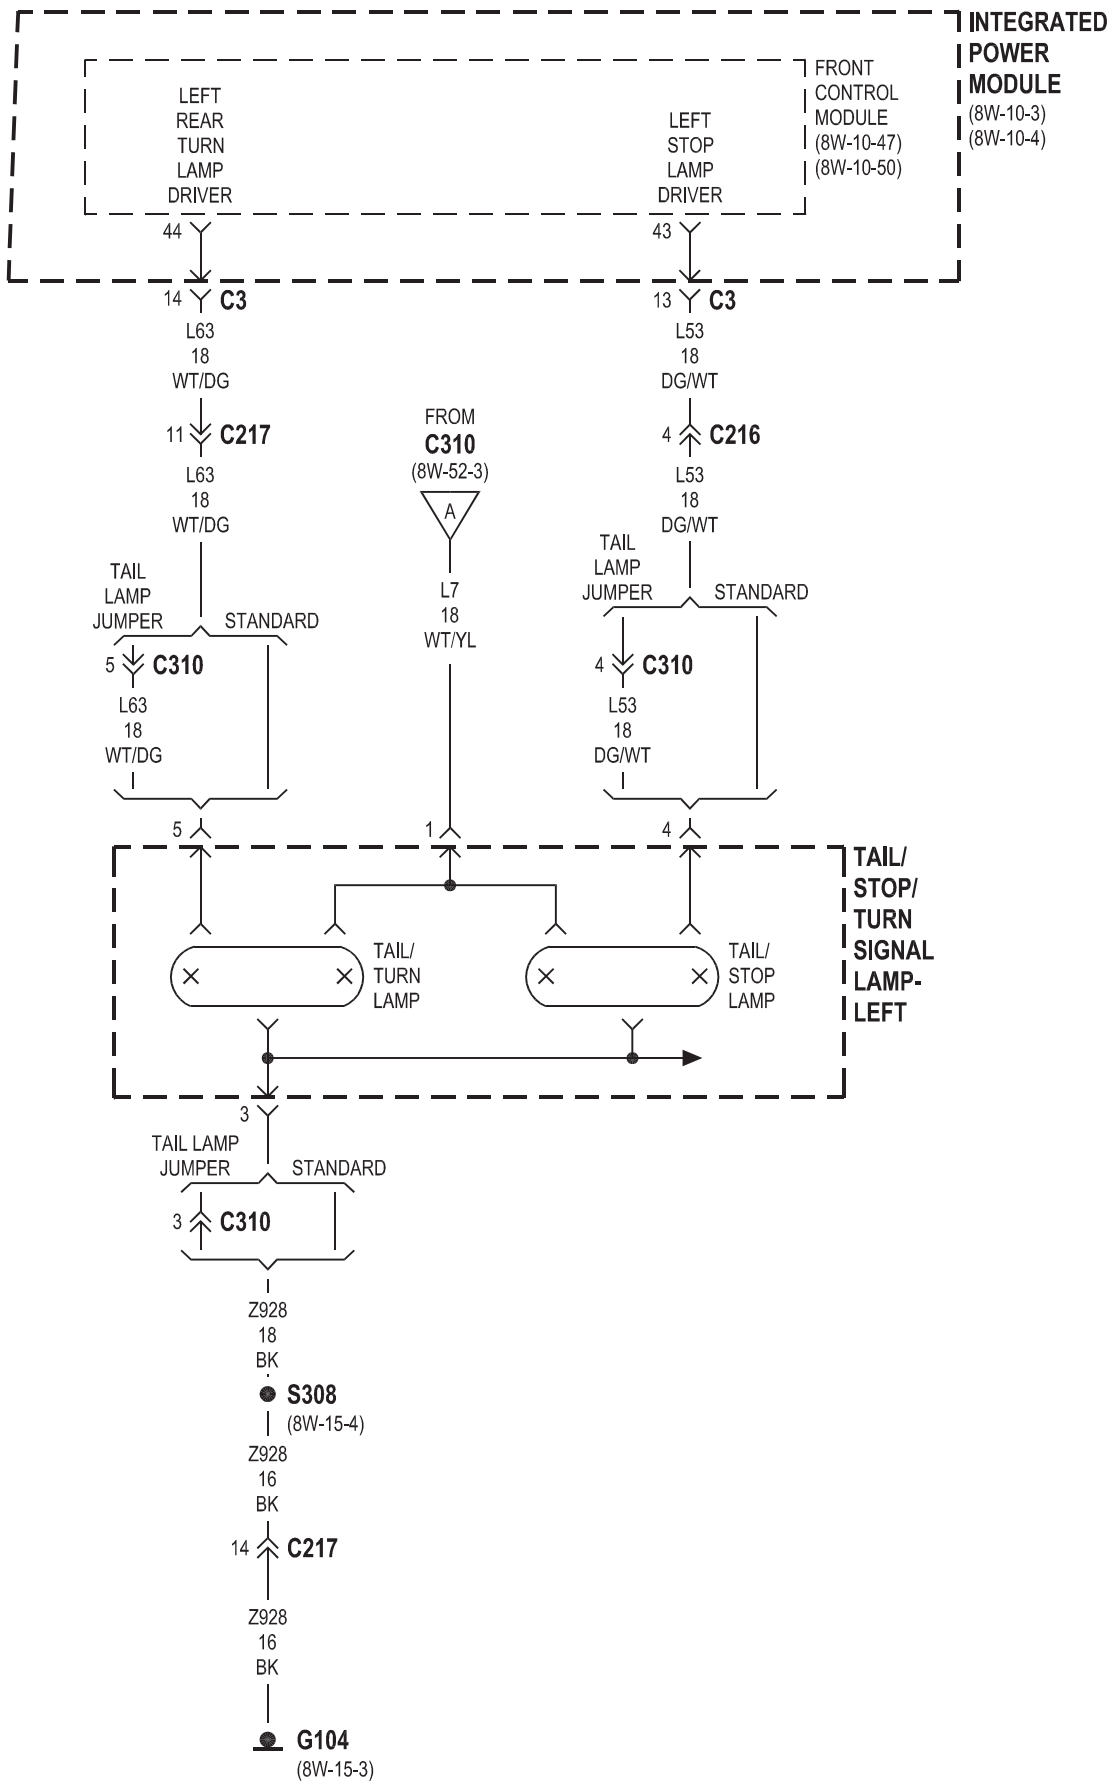 INTEGRATED
POWER
MODULE
(8W-10-3)
(8W-10-4)
FRONT
CONTROL
MODULE
(8W-10-47)
(8W-10-50)
LEFT
REAR
TURN
LAMP
DRIVER
LEFT
STOP
LAMP
DRIVER
44
43
14 C3
13 C3
L63
18
WT/DG
L53
18
DG/WT
11 C217
FROM
C310
(8W-52-3)
A
4 C216
L63
18
WT/DG
L53
18
DG/WT
TAIL
LAMP
JUMPER
STANDARD
L7
18
WT/YL
TAIL
LAMP
JUMPER
STANDARD
5 C310
4 C310
L63
18
WT/DG
L53
18
DG/WT
5
1
4
TAIL/
STOP/
TURN
SIGNAL
LAMP-
LEFT
TAIL/
TURN
LAMP
TAIL/
STOP
LAMP
3
TAIL LAMP
JUMPER
STANDARD
3 C310
Z928
18
BK
S308
(8W-15-4)
Z928
16
BK
14 C217
Z928
16
BK
G104
(8W-15-3)